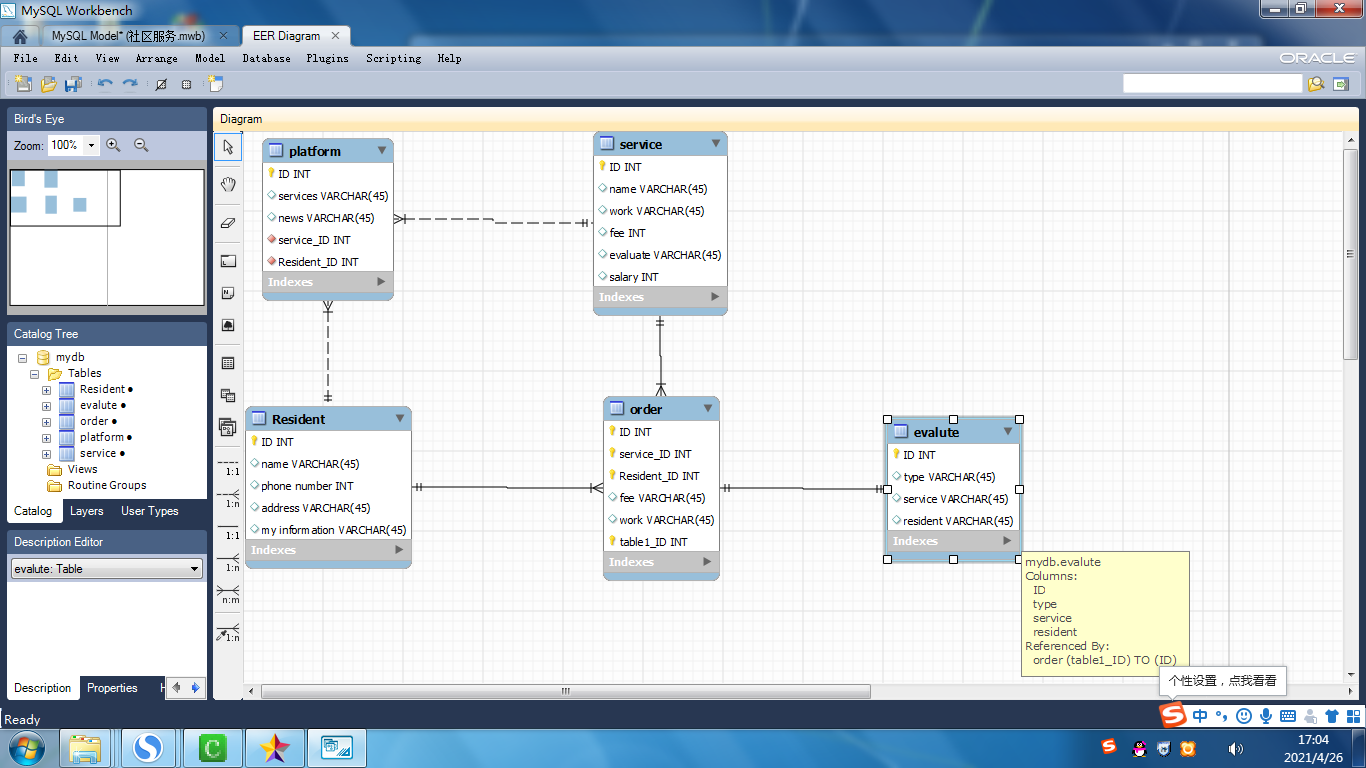 MySQL Workbench
MySQL Model* (社区服务.mwb)
EER Diagram
File Edit View Arrange Model Database Plugins Scripting Help
ORACLE
Bird's Eye
Zoom: 100%
Diagram
platform
ID INT
services VARCHAR(45)
news VARCHAR(45)
service_ID INT
Resident_ID INT
Indexes
service
ID INT
name VARCHAR(45)
work VARCHAR(45)
fee INT
evaluate VARCHAR(45)
salary INT
Indexes
Resident
ID INT
name VARCHAR(45)
phone number INT
address VARCHAR(45)
my information VARCHAR(45)
Indexes
order
ID INT
service_ID INT
Resident_ID INT
fee VARCHAR(45)
work VARCHAR(45)
table1_ID INT
Indexes
evalute
ID INT
type VARCHAR(45)
service VARCHAR(45)
resident VARCHAR(45)
Indexes
mydb.evalute
Columns:
ID
type
service
resident
Referenced By:
order (table1_ID) TO (ID)
1:1
1:n
1:1
1:n
n:m
1:n
Catalog Tree
mydb
Tables
Resident
evalute
order
platform
service
Views
Routine Groups
Catalog Layers User Types
Description Editor
evalute: Table
Description Properties
Ready
个性设置，点我看看
中
17:04
2021/4/26